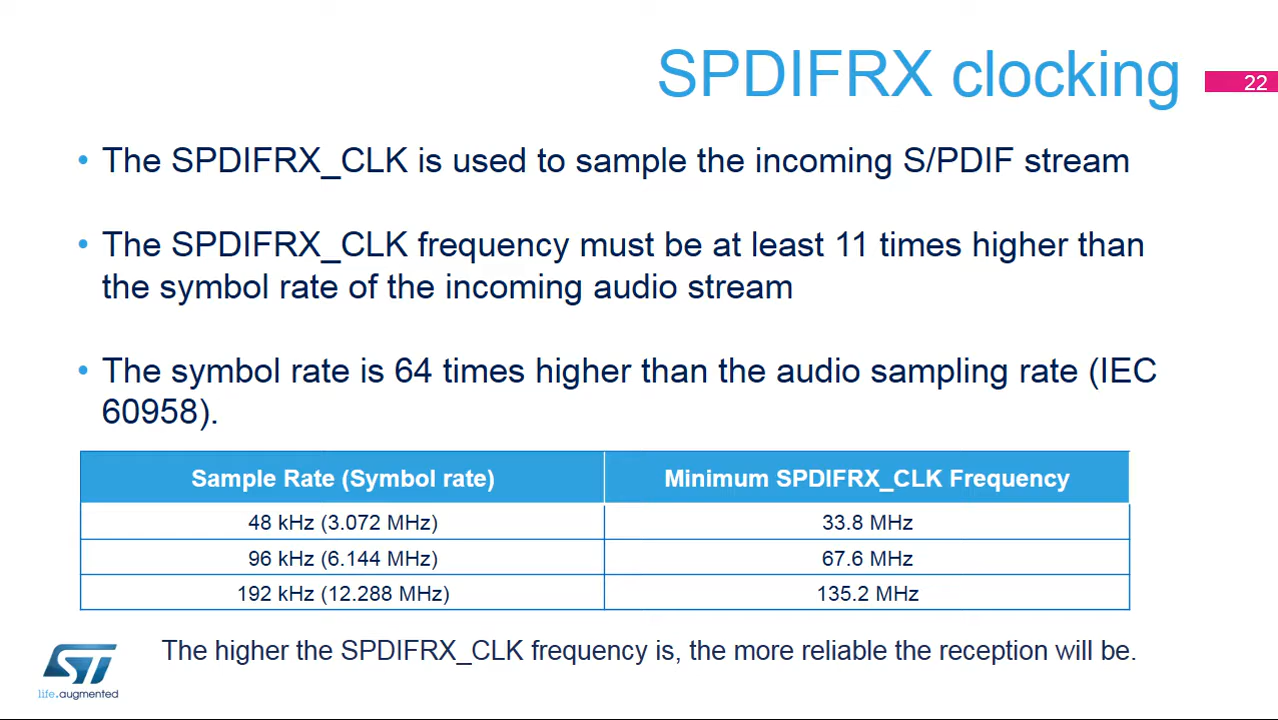 SPDIFRX clocking
22
• The SPDIFRX_CLK is used to sample the incoming S/PDIF stream
• The SPDIFRX_CLK frequency must be at least 11 times higher than
the symbol rate of the incoming audio stream
• The symbol rate is 64 times higher than the audio sampling rate (IEC
60958).
Sample Rate (Symbol rate) Minimum SPDIFRX_CLK Frequency
48 kHz (3.072 MHz) 33.8 MHz
96 kHz (6.144 MHz) 67.6 MHz
192 kHz (12.288 MHz) 135.2 MHz
The higher the SPDIFRX_CLK frequency is, the more reliable the reception will be.
ST
life.augmented